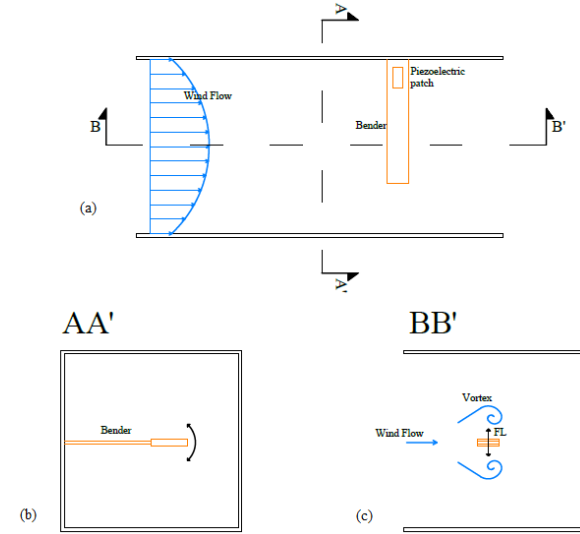 A
Piezoelectric
patch
Wind Flow
Bender
B
B'
(a)
A'
AA'
BB'
Bender
Vortex
Wind Flow
FL
(b)
(c)